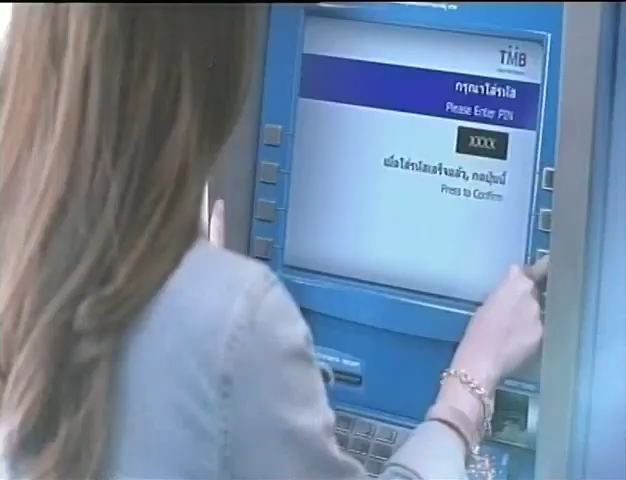 TMB
กรุณาใส่รหัส
Please Enter PIN
XXXX
เมื่อใส่รหัสเสร็จแล้ว, กดปุ่มนี้
Press to Confirm